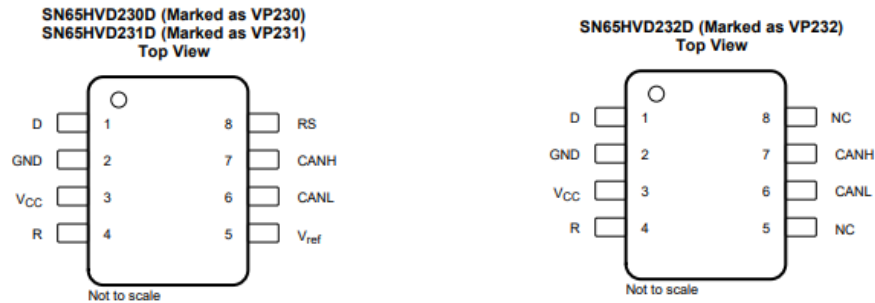 SN65HVD230D (Marked as VP230)
SN65HVD231D (Marked as VP231)
Top View
D 1 8 RS
GND 2 7 CANH
VCC 3 6 CANL
R 4 5 Vref
Not to scale
SN65HVD232D (Marked as VP232)
Top View
D 1 8 NC
GND 2 7 CANH
VCC 3 6 CANL
R 4 5 NC
Not to scale